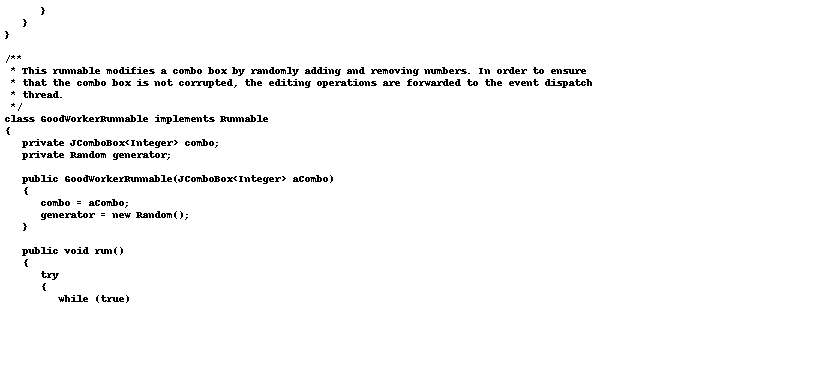 }
}
}
/**
* This runnable modifies a combo box by randomly adding and removing numbers. In order to ensure
* that the combo box is not corrupted, the editing operations are forwarded to the event dispatch
* thread.
*/
class GoodWorkerRunnable implements Runnable
{
private JComboBox<Integer> combo;
private Random generator;
public GoodWorkerRunnable(JComboBox<Integer> aCombo)
{
combo = aCombo;
generator = new Random();
}
public void run()
{
try
{
while (true)